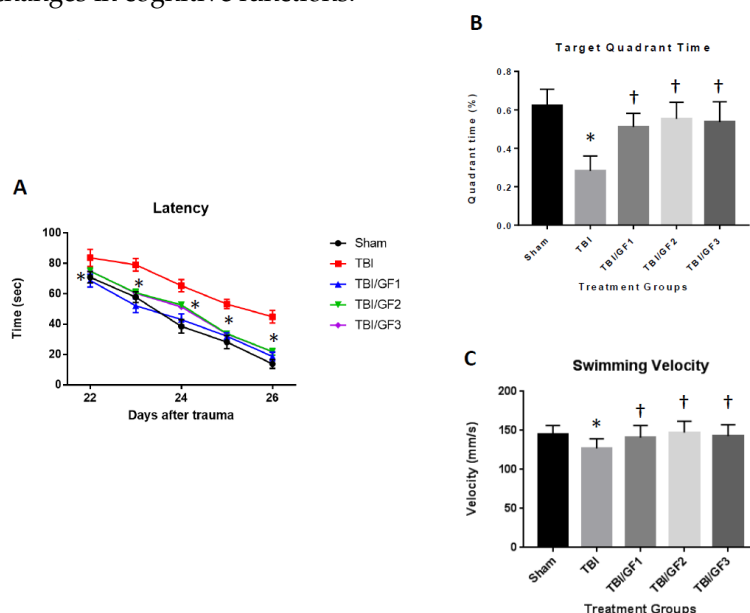 changes in cognitive functions.
B
Target Quadrant Time
0.8
0.6
0.4
0.2
0.0
Quadrant time (%)
*
†
†
†
Sham
TBI
TBI/GF1
TBI/GF2
TBI/GF3
Treatment Groups
A
Latency
100
80
60
40
20
0
Time (sec)
*
*
*
*
*
22
24
26
Days after trauma
Sham
TBI
TBI/GF1
TBI/GF2
TBI/GF3
C
Swimming Velocity
200
150
100
50
0
Velocity (mm/s)
*
†
†
†
Sham
TBI
TBI/GF1
TBI/GF2
TBI/GF3
Treatment Groups